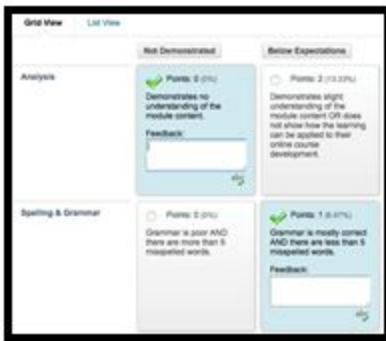 Grid View
List View
Not Demonstrated
Below Expectations
Analysis
Points: 0 (0%)
Demonstrates no
understanding of the
module content.
Feedback:
Points: 2 (13.33%)
Demonstrates slight
understanding of the
module content OR does
not show how the learning
can be applied to their
online course
development.
Spelling & Grammar
Points: 0 (0%)
Grammar is poor AND
there are more than 5
misspelled words.
Points: 1 (6.67%)
Grammar is mostly correct
AND there are less than 5
misspelled words.
Feedback: